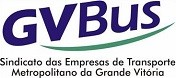 GVBus
Sindicato das Empresas de Transporte
Metropolitano da Grande Vitória